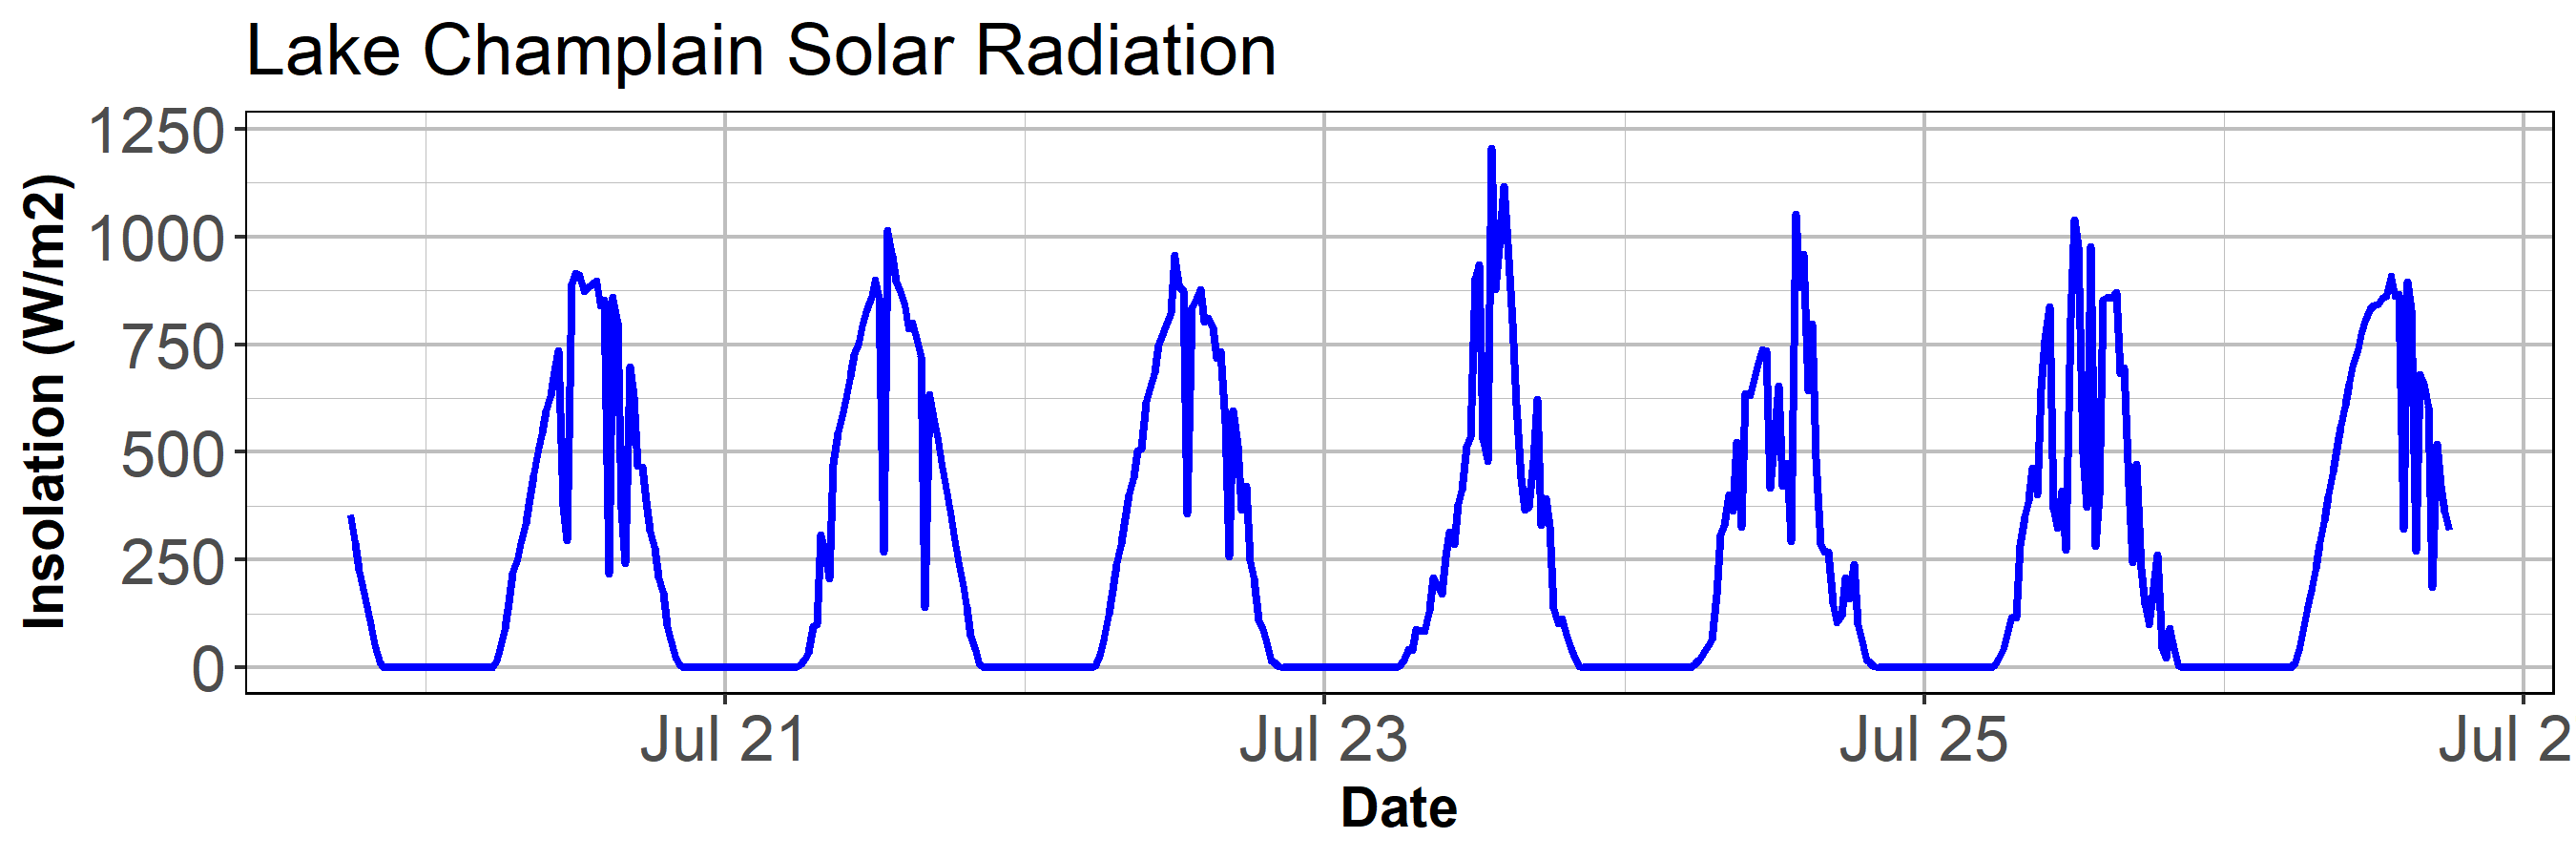 Lake Champlain Solar Radiation
Insolation (W/m2)
1250
1000
750
500
250
0
Jul 21
Jul 23
Jul 25
Jul 2
Date